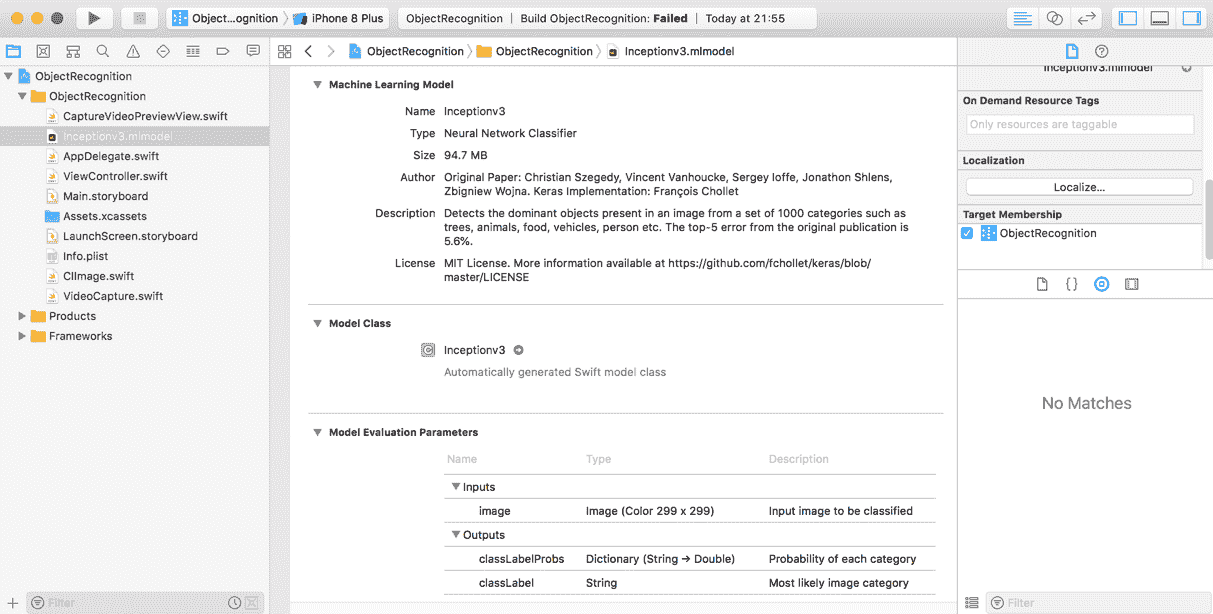 Object...ognition iPhone 8 Plus
ObjectRecognition | Build ObjectRecognition: Failed | Today at 21:55
ObjectRecognition ObjectRecognition Inceptionv3.mlmodel
ObjectRecognition
ObjectRecognition
CaptureVideoPreviewView.swift
Inceptionv3.mlmodel
AppDelegate.swift
ViewController.swift
Main.storyboard
Assets.xcassets
LaunchScreen.storyboard
Info.plist
CIImage.swift
VideoCapture.swift
Products
Frameworks
Filter
Machine Learning Model
Name Inceptionv3
Type Neural Network Classifier
Size 94.7 MB
Author Original Paper: Christian Szegedy, Vincent Vanhoucke, Sergey Ioffe, Jonathon Shlens,
Zbigniew Wojna. Keras Implementation: François Chollet
Description Detects the dominant objects present in an image from a set of 1000 categories such as
trees, animals, food, vehicles, person etc. The top-5 error from the original publication is
5.6%.
License MIT License. More information available at https://github.com/fchollet/keras/blob/
master/LICENSE
Model Class
Inceptionv3
Automatically generated Swift model class
Model Evaluation Parameters
Name Type Description
Inputs
image Image (Color 299 x 299) Input image to be classified
Outputs
classLabelProbs Dictionary (String → Double) Probability of each category
classLabel String Most likely image category
Inceptionv3.mlmodel
On Demand Resource Tags
Only resources are taggable
Localization
Localize...
Target Membership
ObjectRecognition
No Matches
Filter